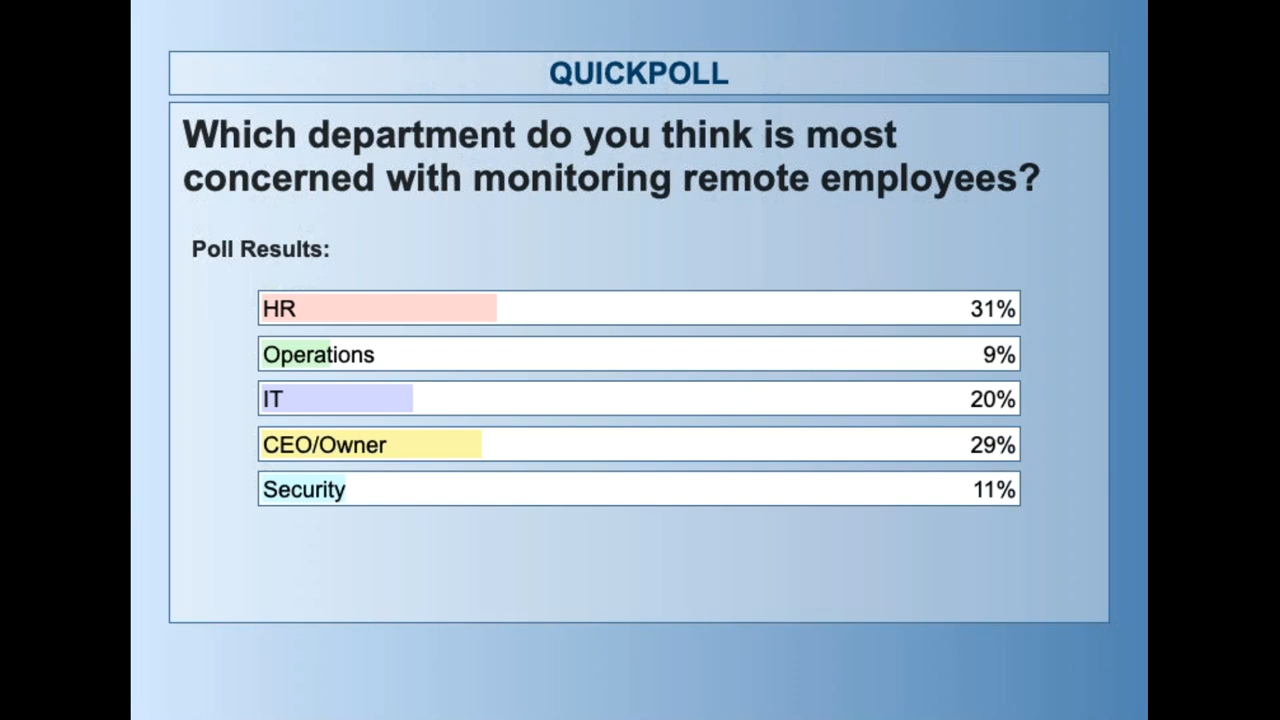 QUICKPOLL
Which department do you think is most
concerned with monitoring remote employees?
Poll Results:
HR 31%
Operations 9%
IT 20%
CEO/Owner 29%
Security 11%